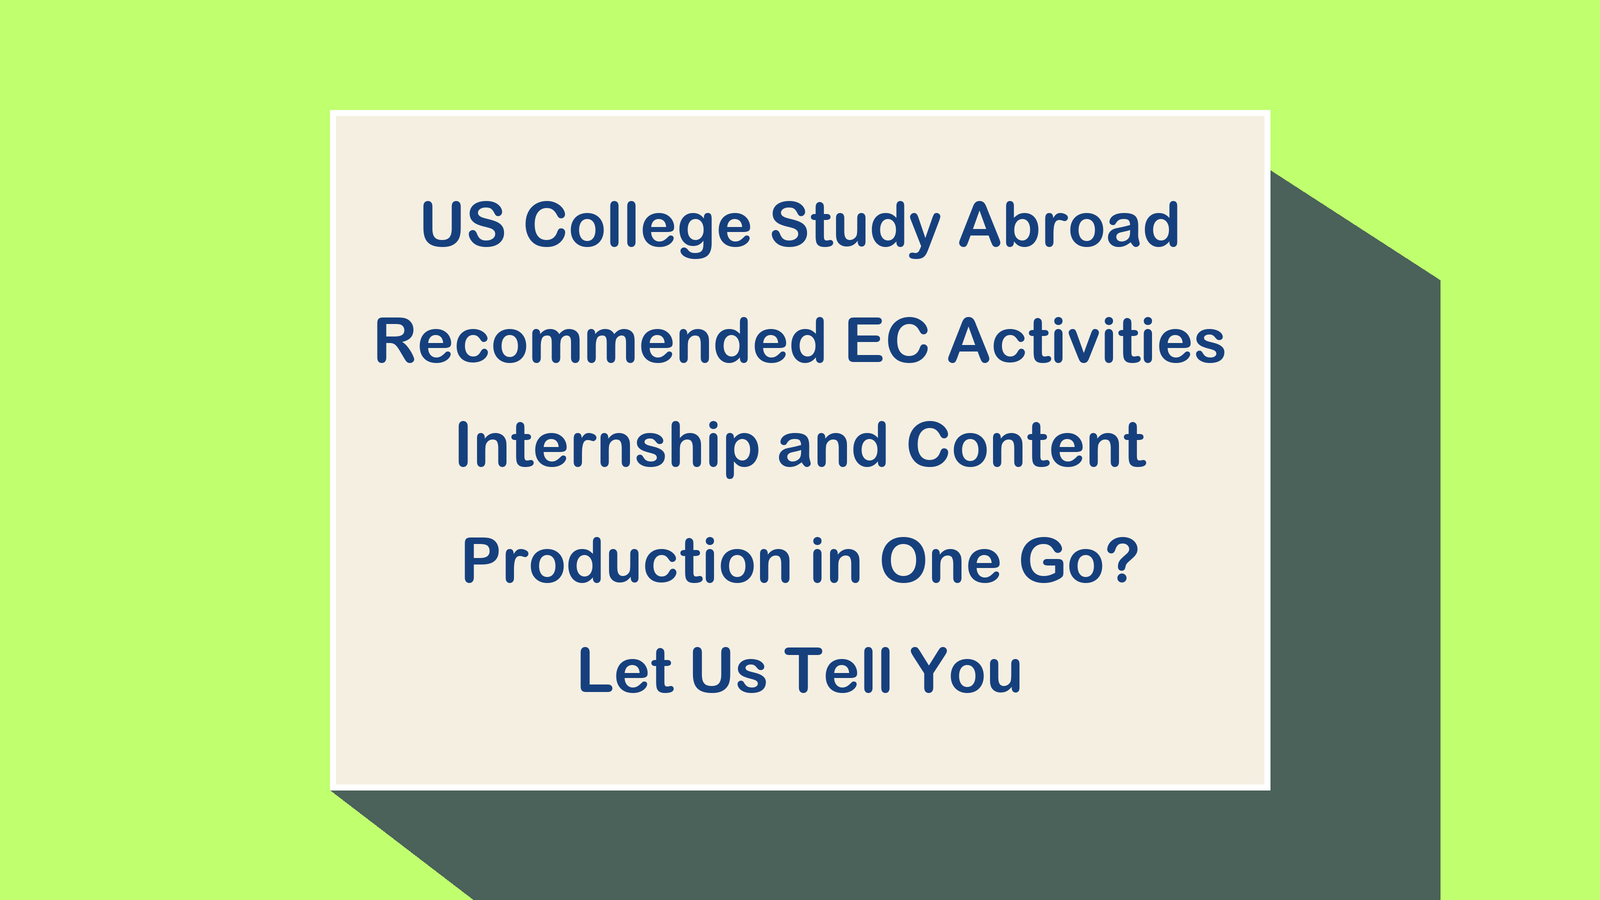 US College Study Abroad
Recommended EC Activities
Internship and Content
Production in One Go?
Let Us Tell You